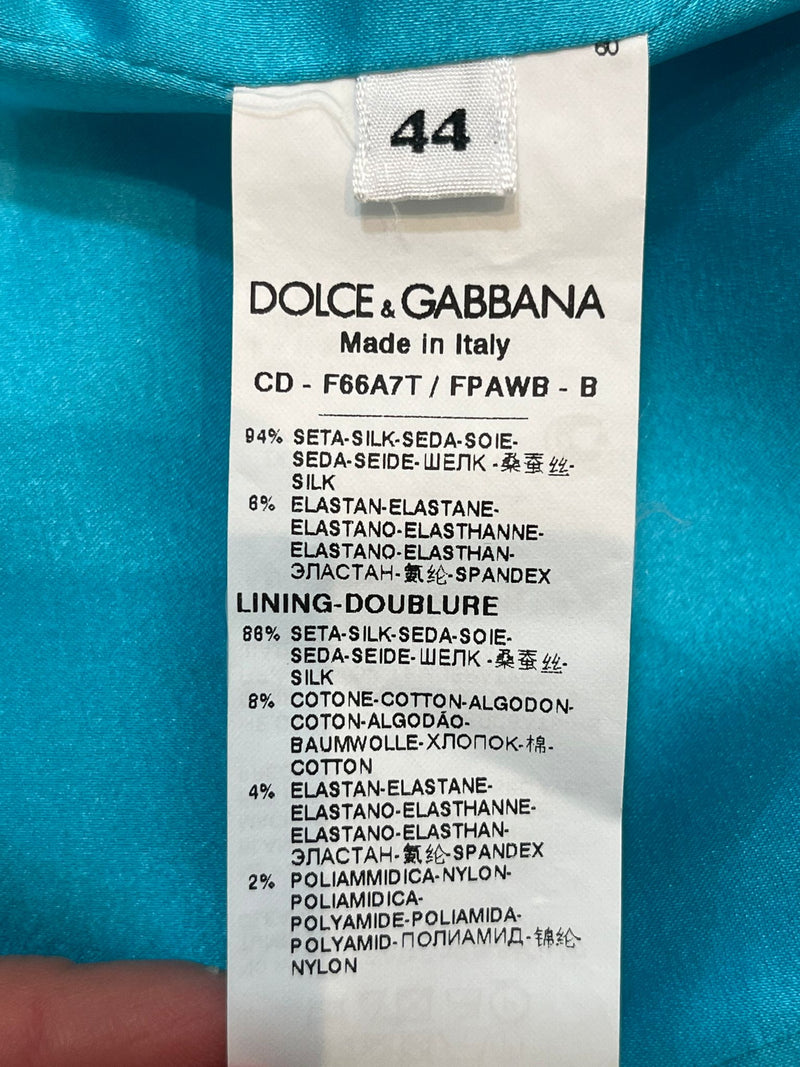 44
DOLCE & GABBANA
Made in Italy
CD - F66A7T / FPAWB - B
94% SETA-SILK-SEDA-SOIE-
SEDA-SEIDE-ШЕЛК -桑蚕丝-
SILK
6% ELASTAN-ELASTANE-
ELASTANO-ELASTHANNE-
ELASTANO-ELASTHAN-
ЭЛАСТАН-氨纶-SPANDEX
LINING-DOUBLURE
86% SETA-SILK-SEDA-SOIE-
SEDA-SEIDE-ШЕЛК -桑蚕丝-
SILK
8% COTONE-COTTON-ALGODON-
COTON-ALGODÃO-
BAUMWOLLE-ХЛОПОК-棉-
COTTON
4% ELASTAN-ELASTANE-
ELASTANO-ELASTHANNE-
ELASTANO-ELASTHAN-
ЭЛАСТАН-氨纶-SPANDEX
2% POLIAMMIDICA-NYLON-
POLIAMIDICA-
POLYAMIDE-POLIAMIDA-
POLYAMID-ПОЛИАМИД-锦纶-
NYLON